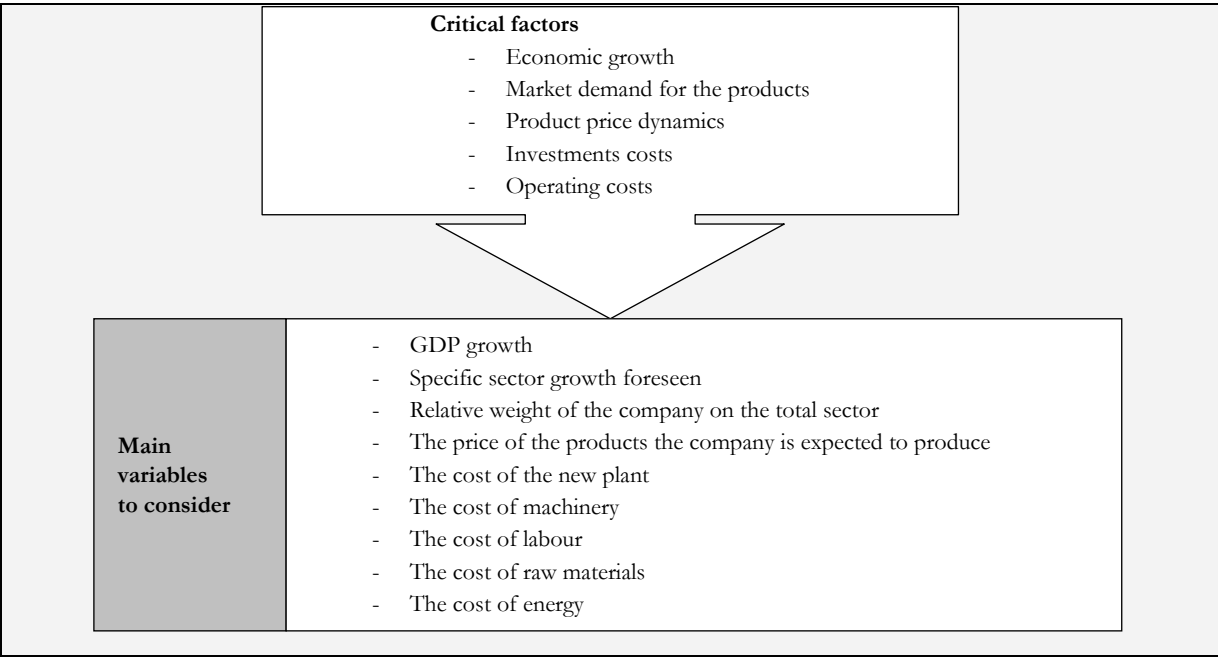 Critical factors
- Economic growth
- Market demand for the products
- Product price dynamics
- Investments costs
- Operating costs
Main
variables
to consider
- GDP growth
- Specific sector growth foreseen
- Relative weight of the company on the total sector
- The price of the products the company is expected to produce
- The cost of the new plant
- The cost of machinery
- The cost of labour
- The cost of raw materials
- The cost of energy